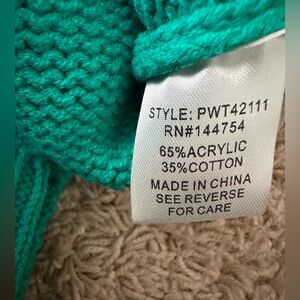 STYLE: PWT42111
RN#144754
65%ACRYLIC
35%COTTON
MADE IN CHINA
SEE REVERSE
FOR CARE